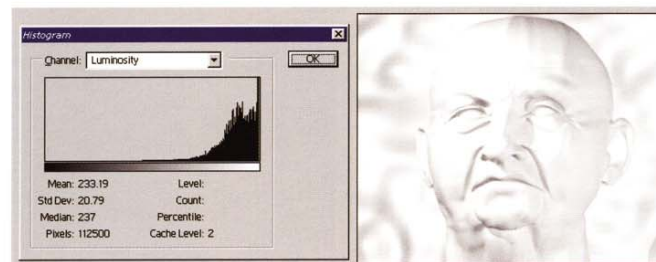 Histogram
Channel: Luminosity
OK
Mean: 233.19
Level:
Std Dev: 20.79
Count:
Median: 237
Percentile:
Pixels: 112500
Cache Level: 2